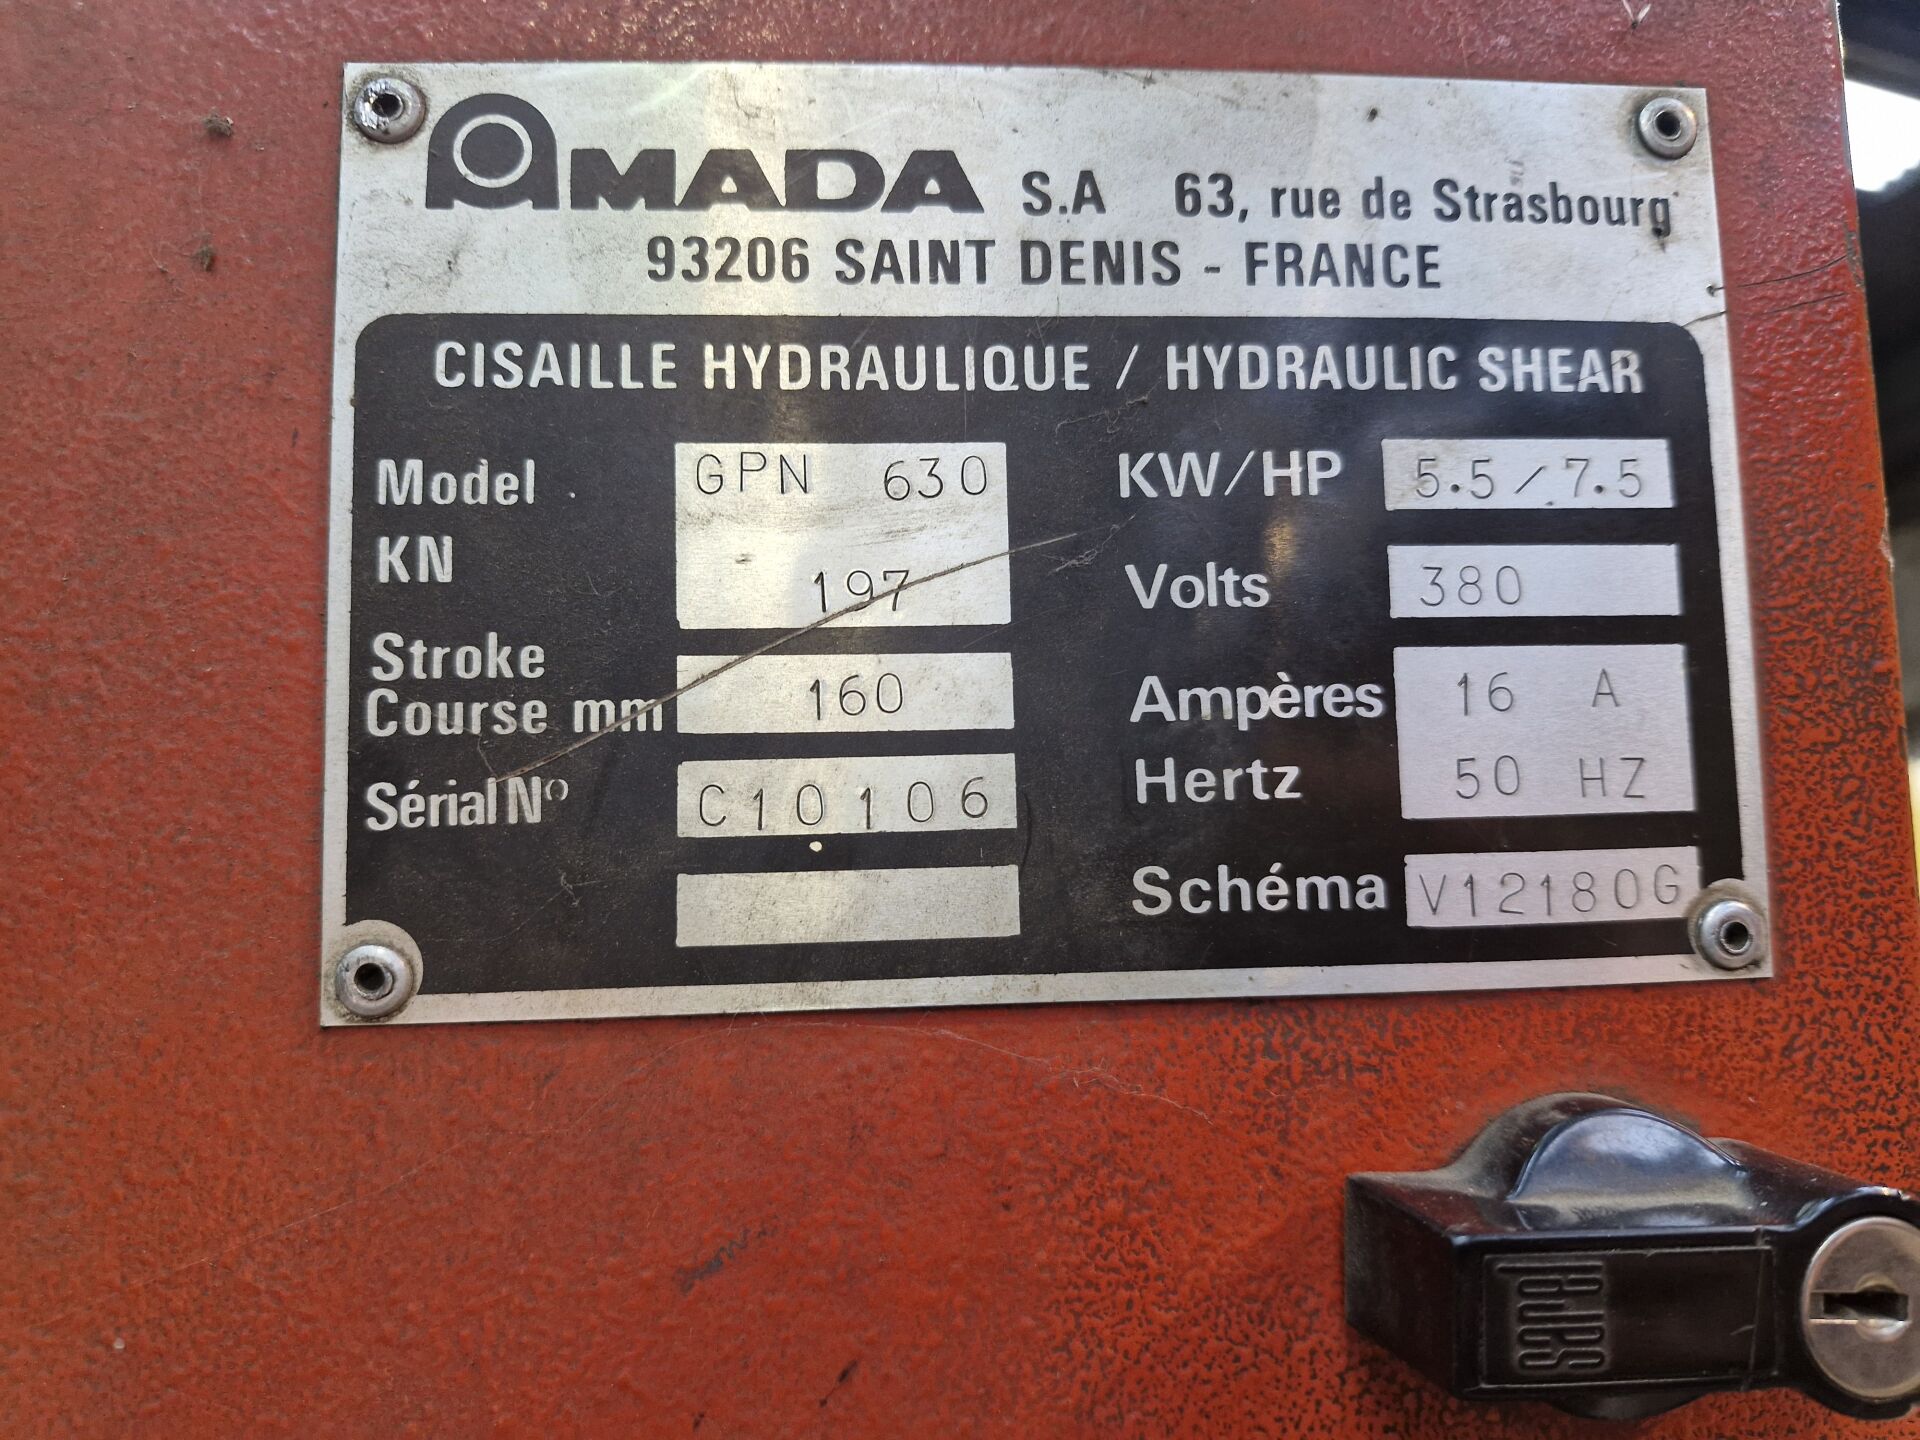 AMADA S.A 63, rue de Strasbourg
93206 SAINT DENIS - FRANCE
CISAILLE HYDRAULIQUE / HYDRAULIC SHEAR
Model GPN 630
KN 197
Stroke
Course mm 160
Sérial N° C10106
KW/HP 5.5/7.5
Volts 380
Ampères 16 A
Hertz 50 HZ
Schéma V12180G
sarel